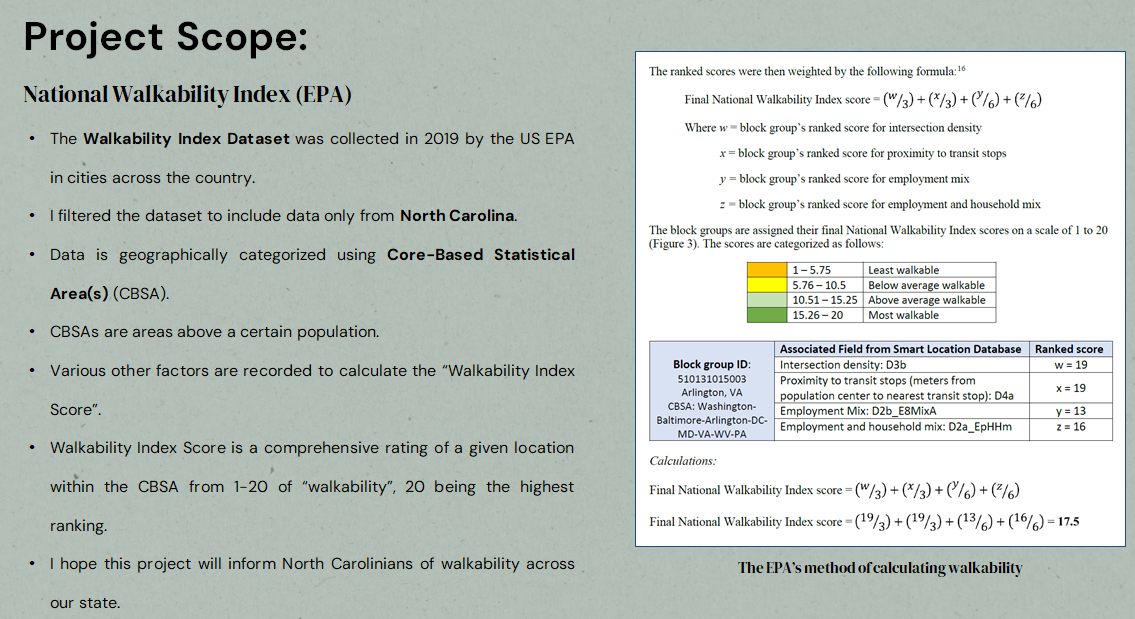 Project Scope:
National Walkability Index (EPA)
• The Walkability Index Dataset was collected in 2019 by the US EPA
in cities across the country.
• I filtered the dataset to include data only from North Carolina.
• Data is geographically categorized using Core-Based Statistical
Area(s) (CBSA).
• CBSAs are areas above a certain population.
• Various other factors are recorded to calculate the “Walkability Index
Score”.
• Walkability Index Score is a comprehensive rating of a given location
within the CBSA from 1-20 of “walkability”, 20 being the highest
ranking.
• I hope this project will inform North Carolinians of walkability across
our state.
The ranked scores were then weighted by the following formula:¹⁶
Final National Walkability Index score = (w/3) + (x/3) + (y/6) + (z/6)
Where w = block group’s ranked score for intersection density
x = block group’s ranked score for proximity to transit stops
y = block group’s ranked score for employment mix
z = block group’s ranked score for employment and household mix
The block groups are assigned their final National Walkability Index scores on a scale of 1 to 20
(Figure 3). The scores are categorized as follows:
1 – 5.75 Least walkable
5.76 – 10.5 Below average walkable
10.51 – 15.25 Above average walkable
15.26 – 20 Most walkable
Block group ID:
510131015003
Arlington, VA
CBSA: Washington-
Baltimore-Arlington-DC-
MD-VA-WV-PA
Associated Field from Smart Location Database Ranked score
Intersection density: D3b w = 19
Proximity to transit stops (meters from
population center to nearest transit stop): D4a x = 19
Employment Mix: D2b_E8MixA y = 13
Employment and household mix: D2a_EpHHm z = 16
Calculations:
Final National Walkability Index score = (w/3) + (x/3) + (y/6) + (z/6)
Final National Walkability Index score = (19/3) + (19/3) + (13/6) + (16/6) = 17.5
The EPA’s method of calculating walkability